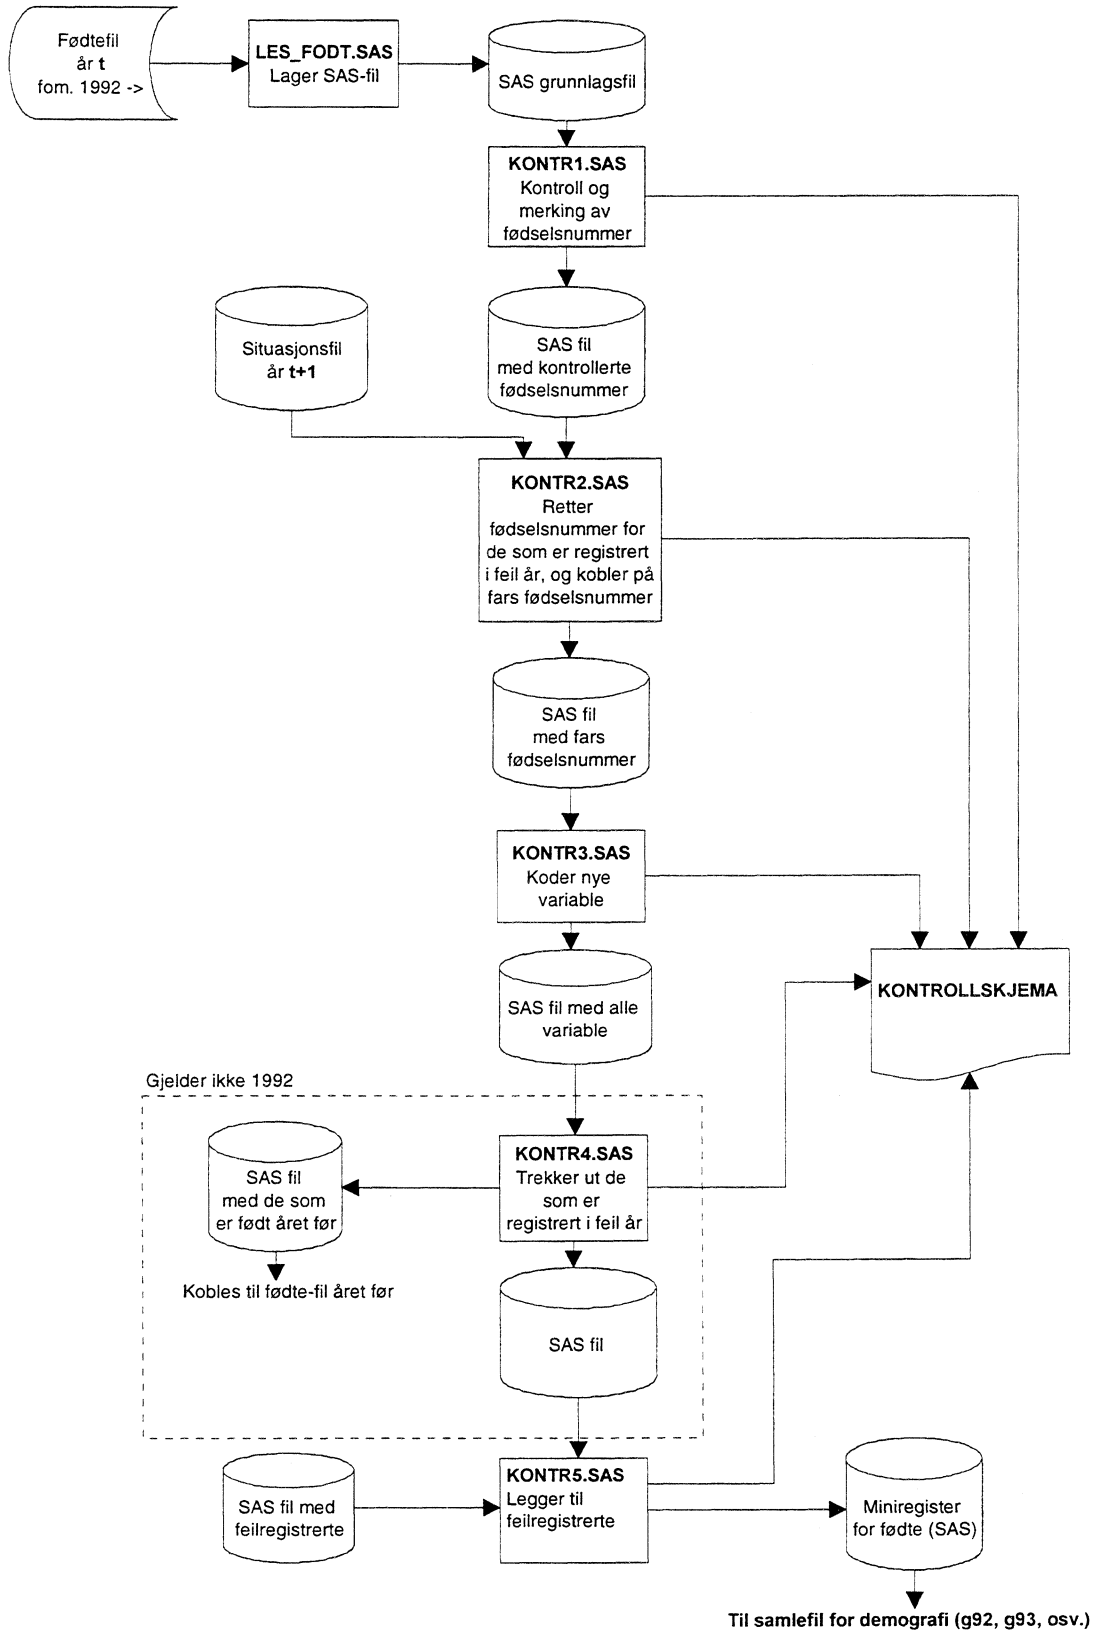 Fødtefil
år t
fom. 1992 ->
LES_FODT.SAS
Lager SAS-fil
SAS grunnlagsfil
KONTR1.SAS
Kontroll og
merking av
fødselsnummer
Situasjonsfil
år t+1
SAS fil
med kontrollerte
fødselsnummer
KONTR2.SAS
Retter
fødselsnummer for
de som er registrert
i feil år, og kobler på
fars fødselsnummer
SAS fil
med fars
fødselsnummer
KONTR3.SAS
Koder nye
variable
KONTROLLSKJEMA
SAS fil med alle
variable
Gjelder ikke 1992
KONTR4.SAS
Trekker ut de
som er
registrert i feil år
SAS fil
med de som
er født året før
Kobles til fødte-fil året før
SAS fil
SAS fil med
feilregistrerte
KONTR5.SAS
Legger til
feilregistrerte
Miniregister
for fødte (SAS)
Til samlefil for demografi (g92, g93, osv.)